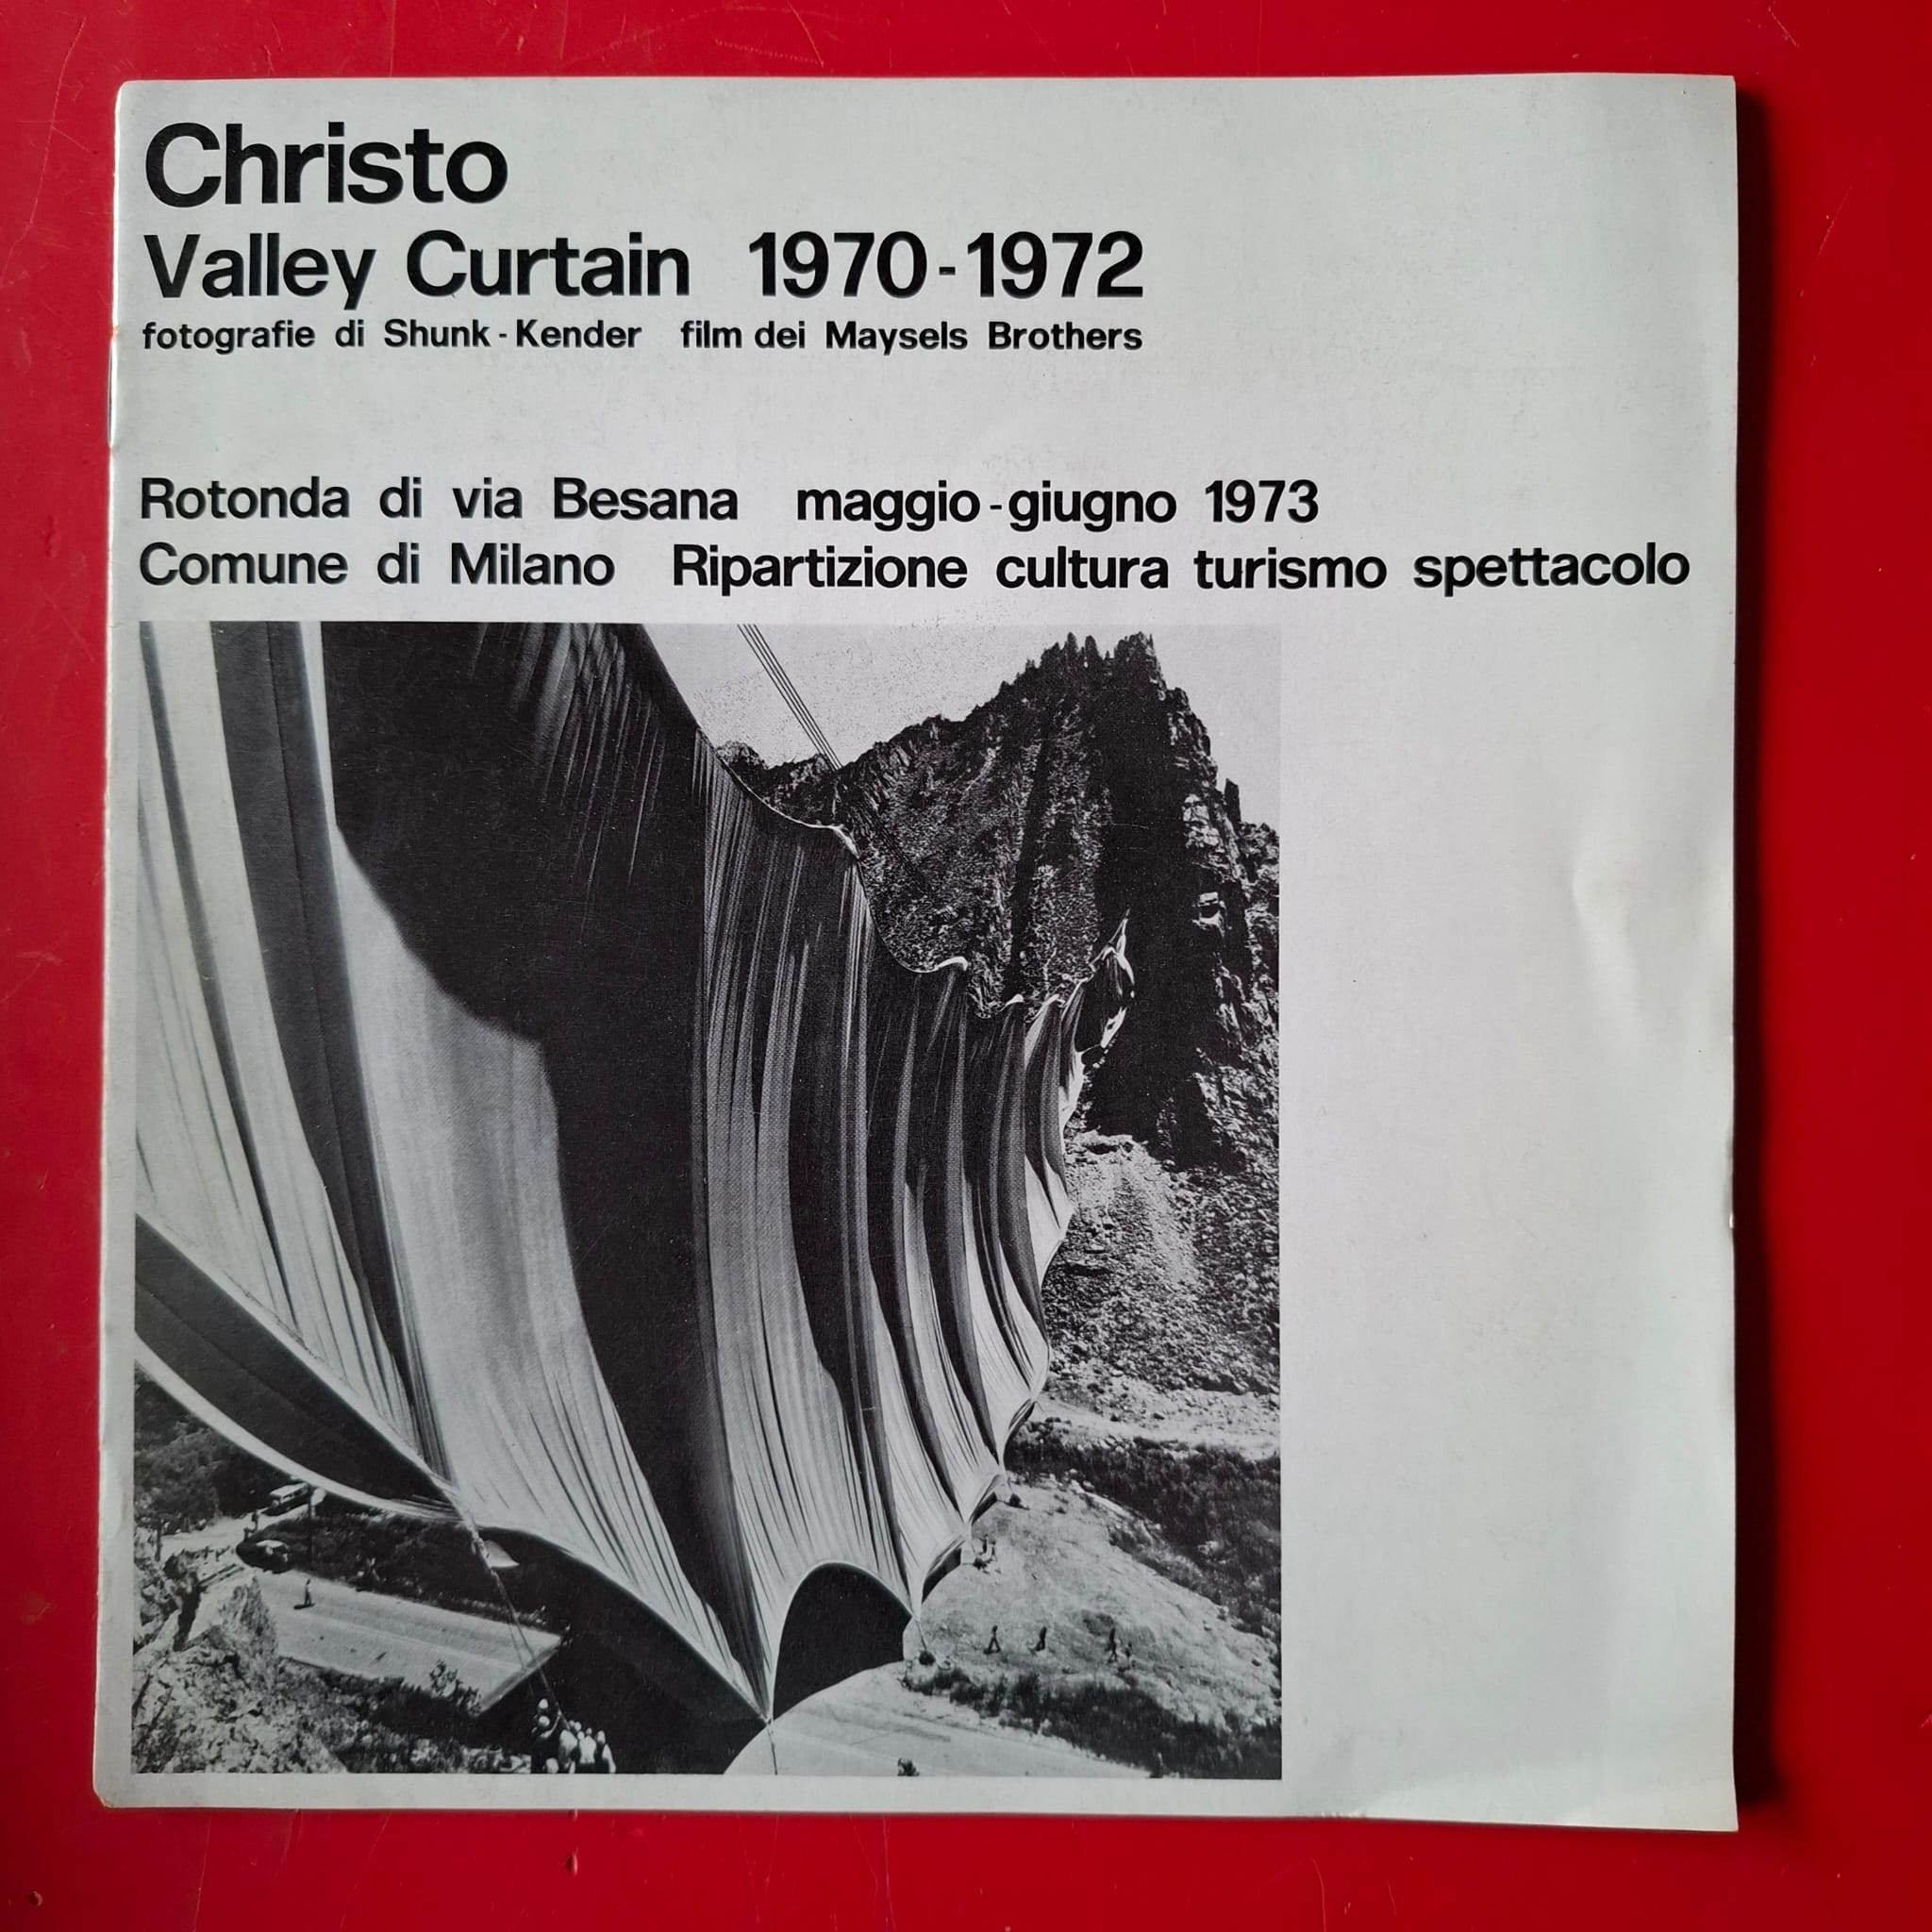 Christo
Valley Curtain 1970-1972
fotografie di Shunk-Kender film dei Maysels Brothers
Rotonda di via Besana maggio-giugno 1973
Comune di Milano Ripartizione cultura turismo spettacolo